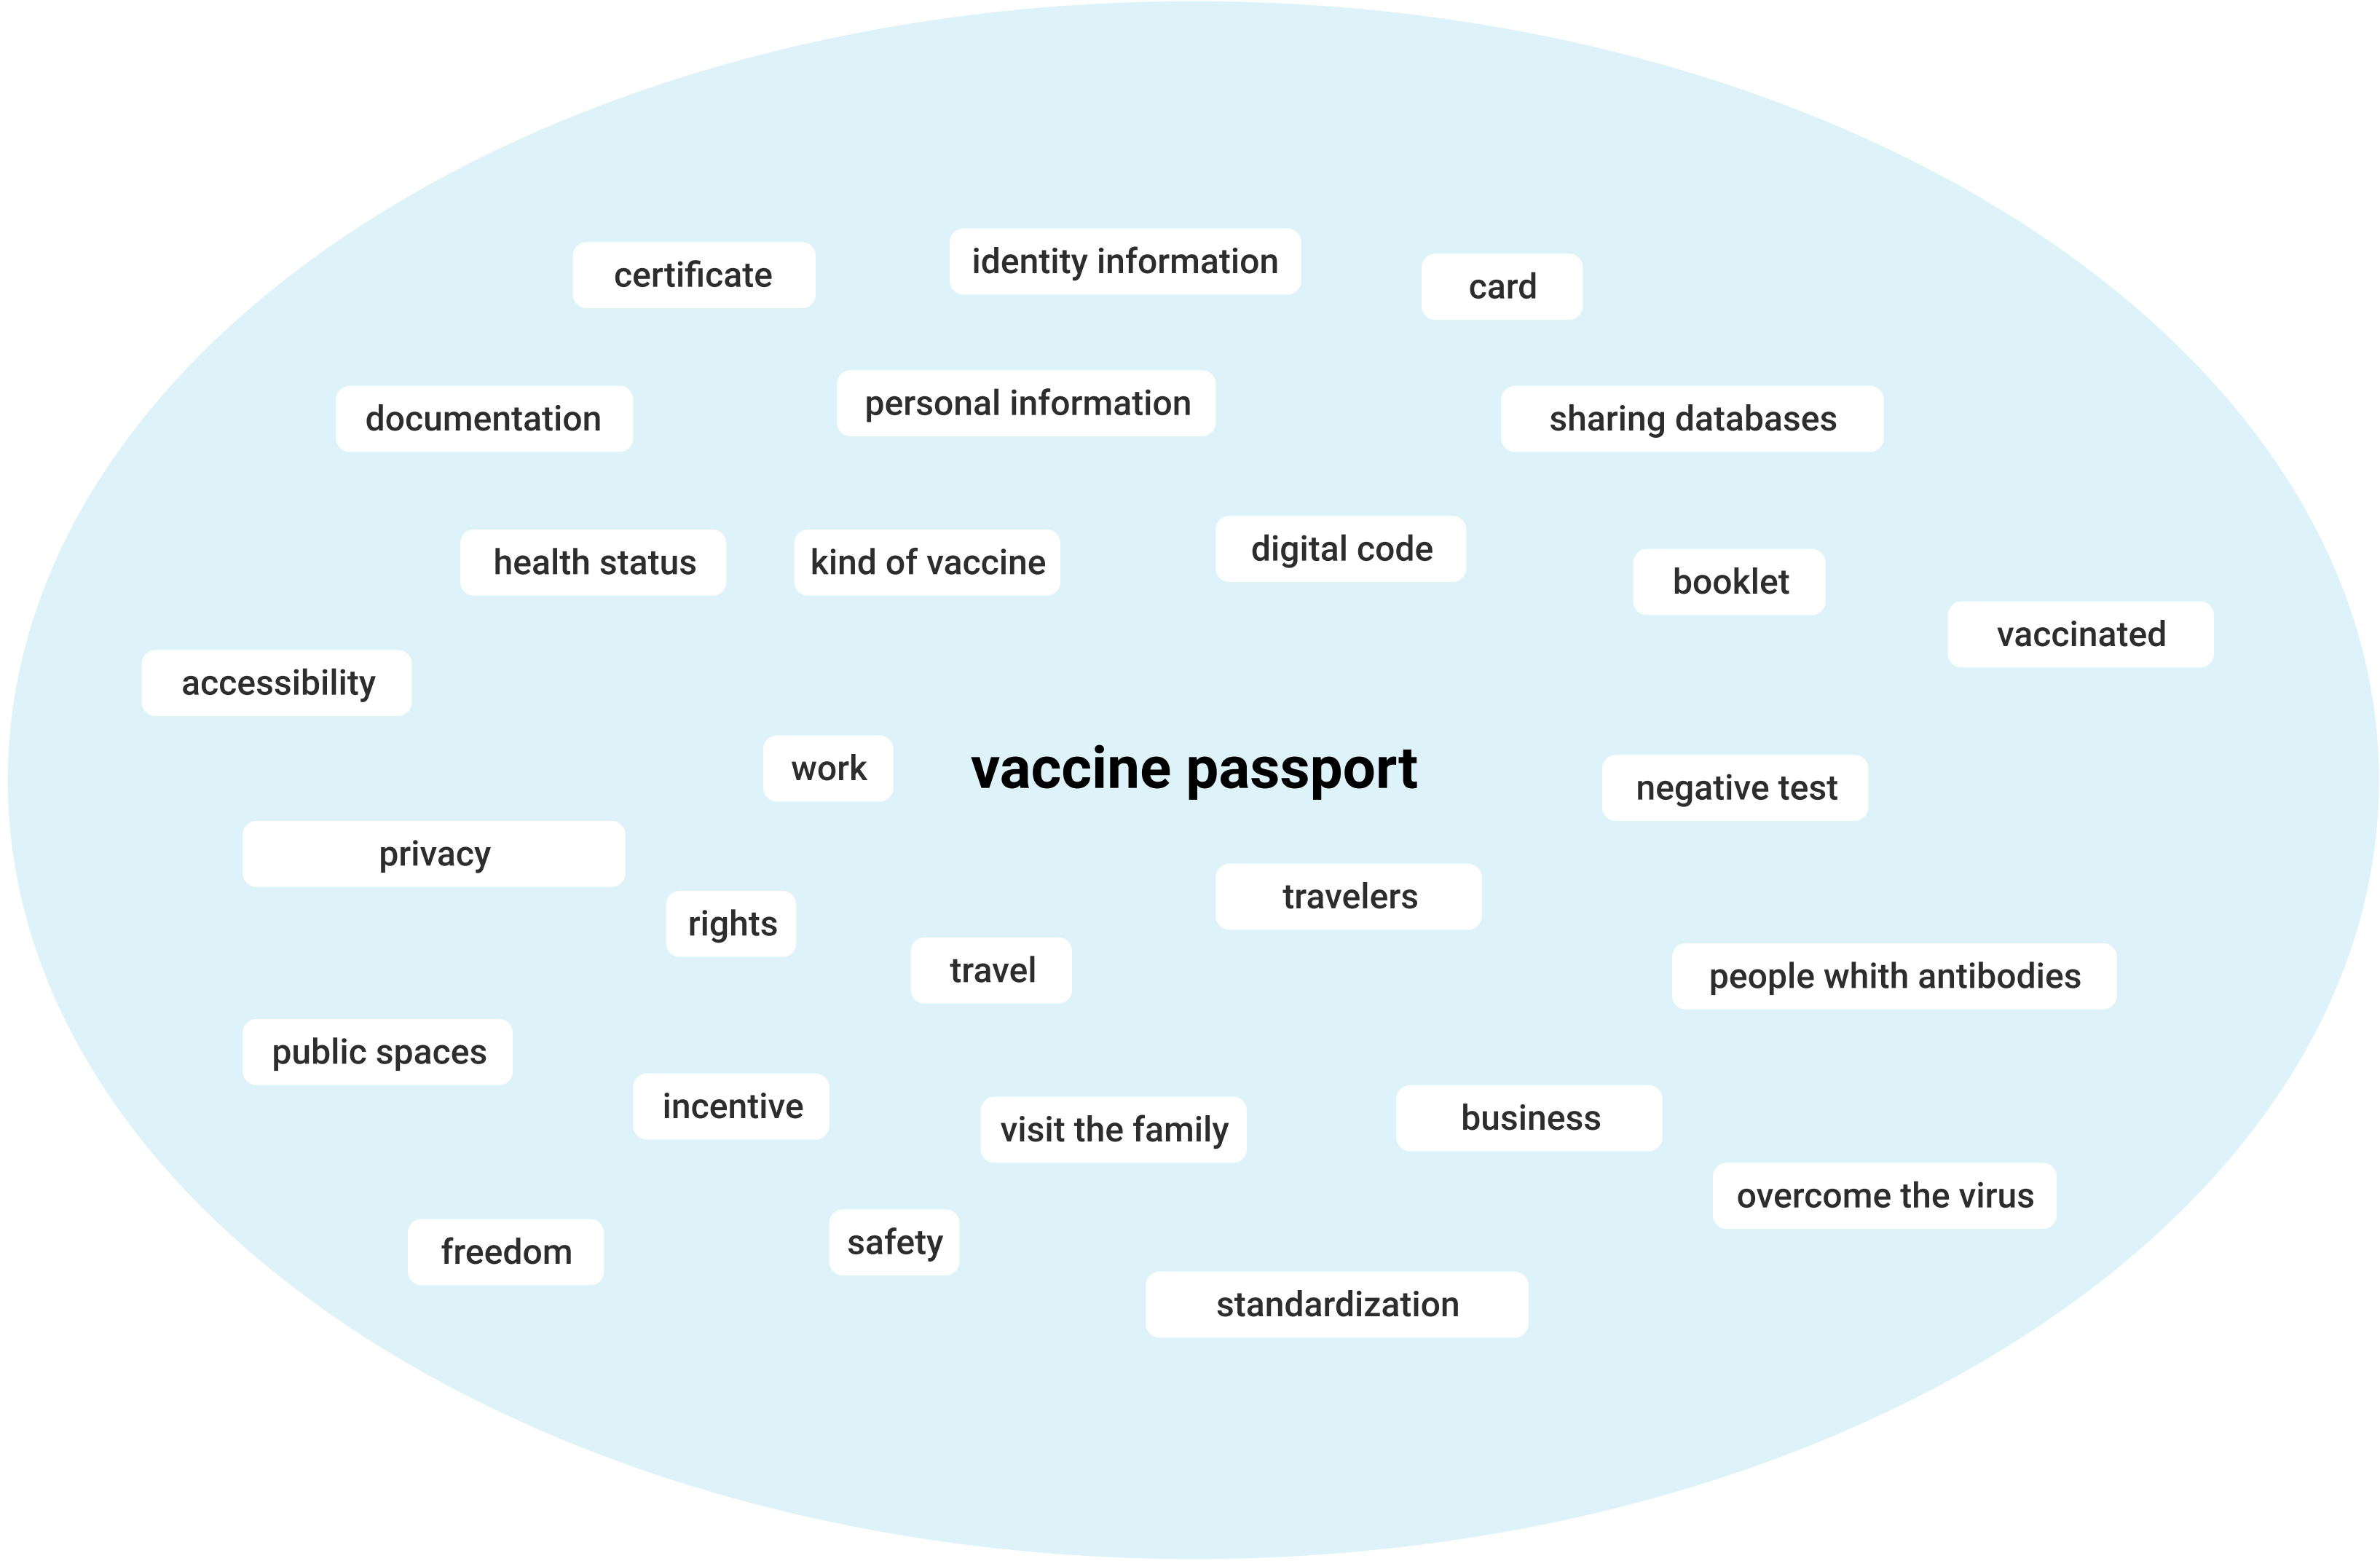 identity information
certificate
card
personal information
documentation
sharing databases
digital code
health status
kind of vaccine
booklet
vaccinated
accessibility
work
vaccine passport
negative test
privacy
travelers
rights
travel
people whith antibodies
public spaces
incentive
business
visit the family
overcome the virus
safety
freedom
standardization